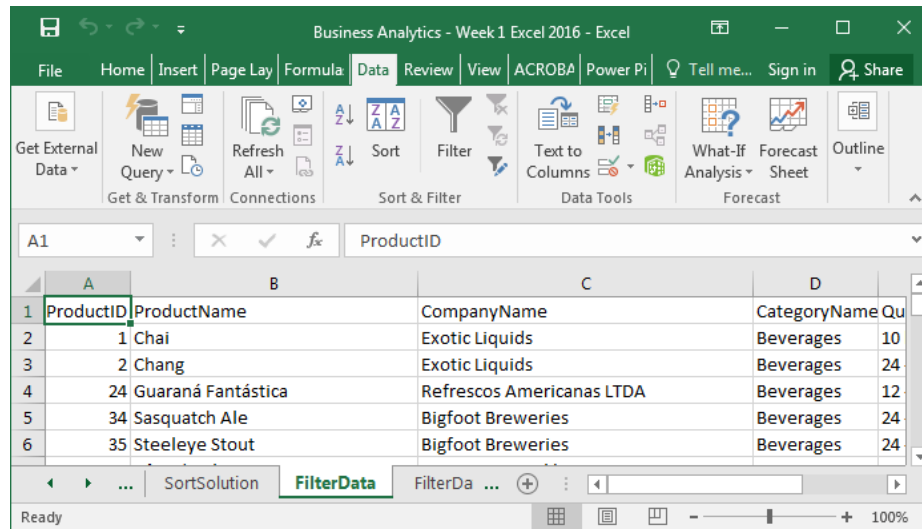 Business Analytics - Week 1 Excel 2016 - Excel
File Home Insert Page Lay Formula: Data Review View ACROBA Power Pi Tell me... Sign in Share
Get External Data
New Query
Refresh All
Sort
Filter
Text to Columns
What-If Analysis
Forecast Sheet
Outline
Get & Transform Connections Sort & Filter Data Tools Forecast
A1 fx ProductID
A B C D
1 ProductID ProductName CompanyName CategoryName Qu
2 1 Chai Exotic Liquids Beverages 10
3 2 Chang Exotic Liquids Beverages 24
4 24 Guaraná Fantástica Refrescos Americanas LTDA Beverages 12
5 34 Sasquatch Ale Bigfoot Breweries Beverages 24
6 35 Steeleye Stout Bigfoot Breweries Beverages 24
... SortSolution FilterData FilterDa ...
Ready 100%